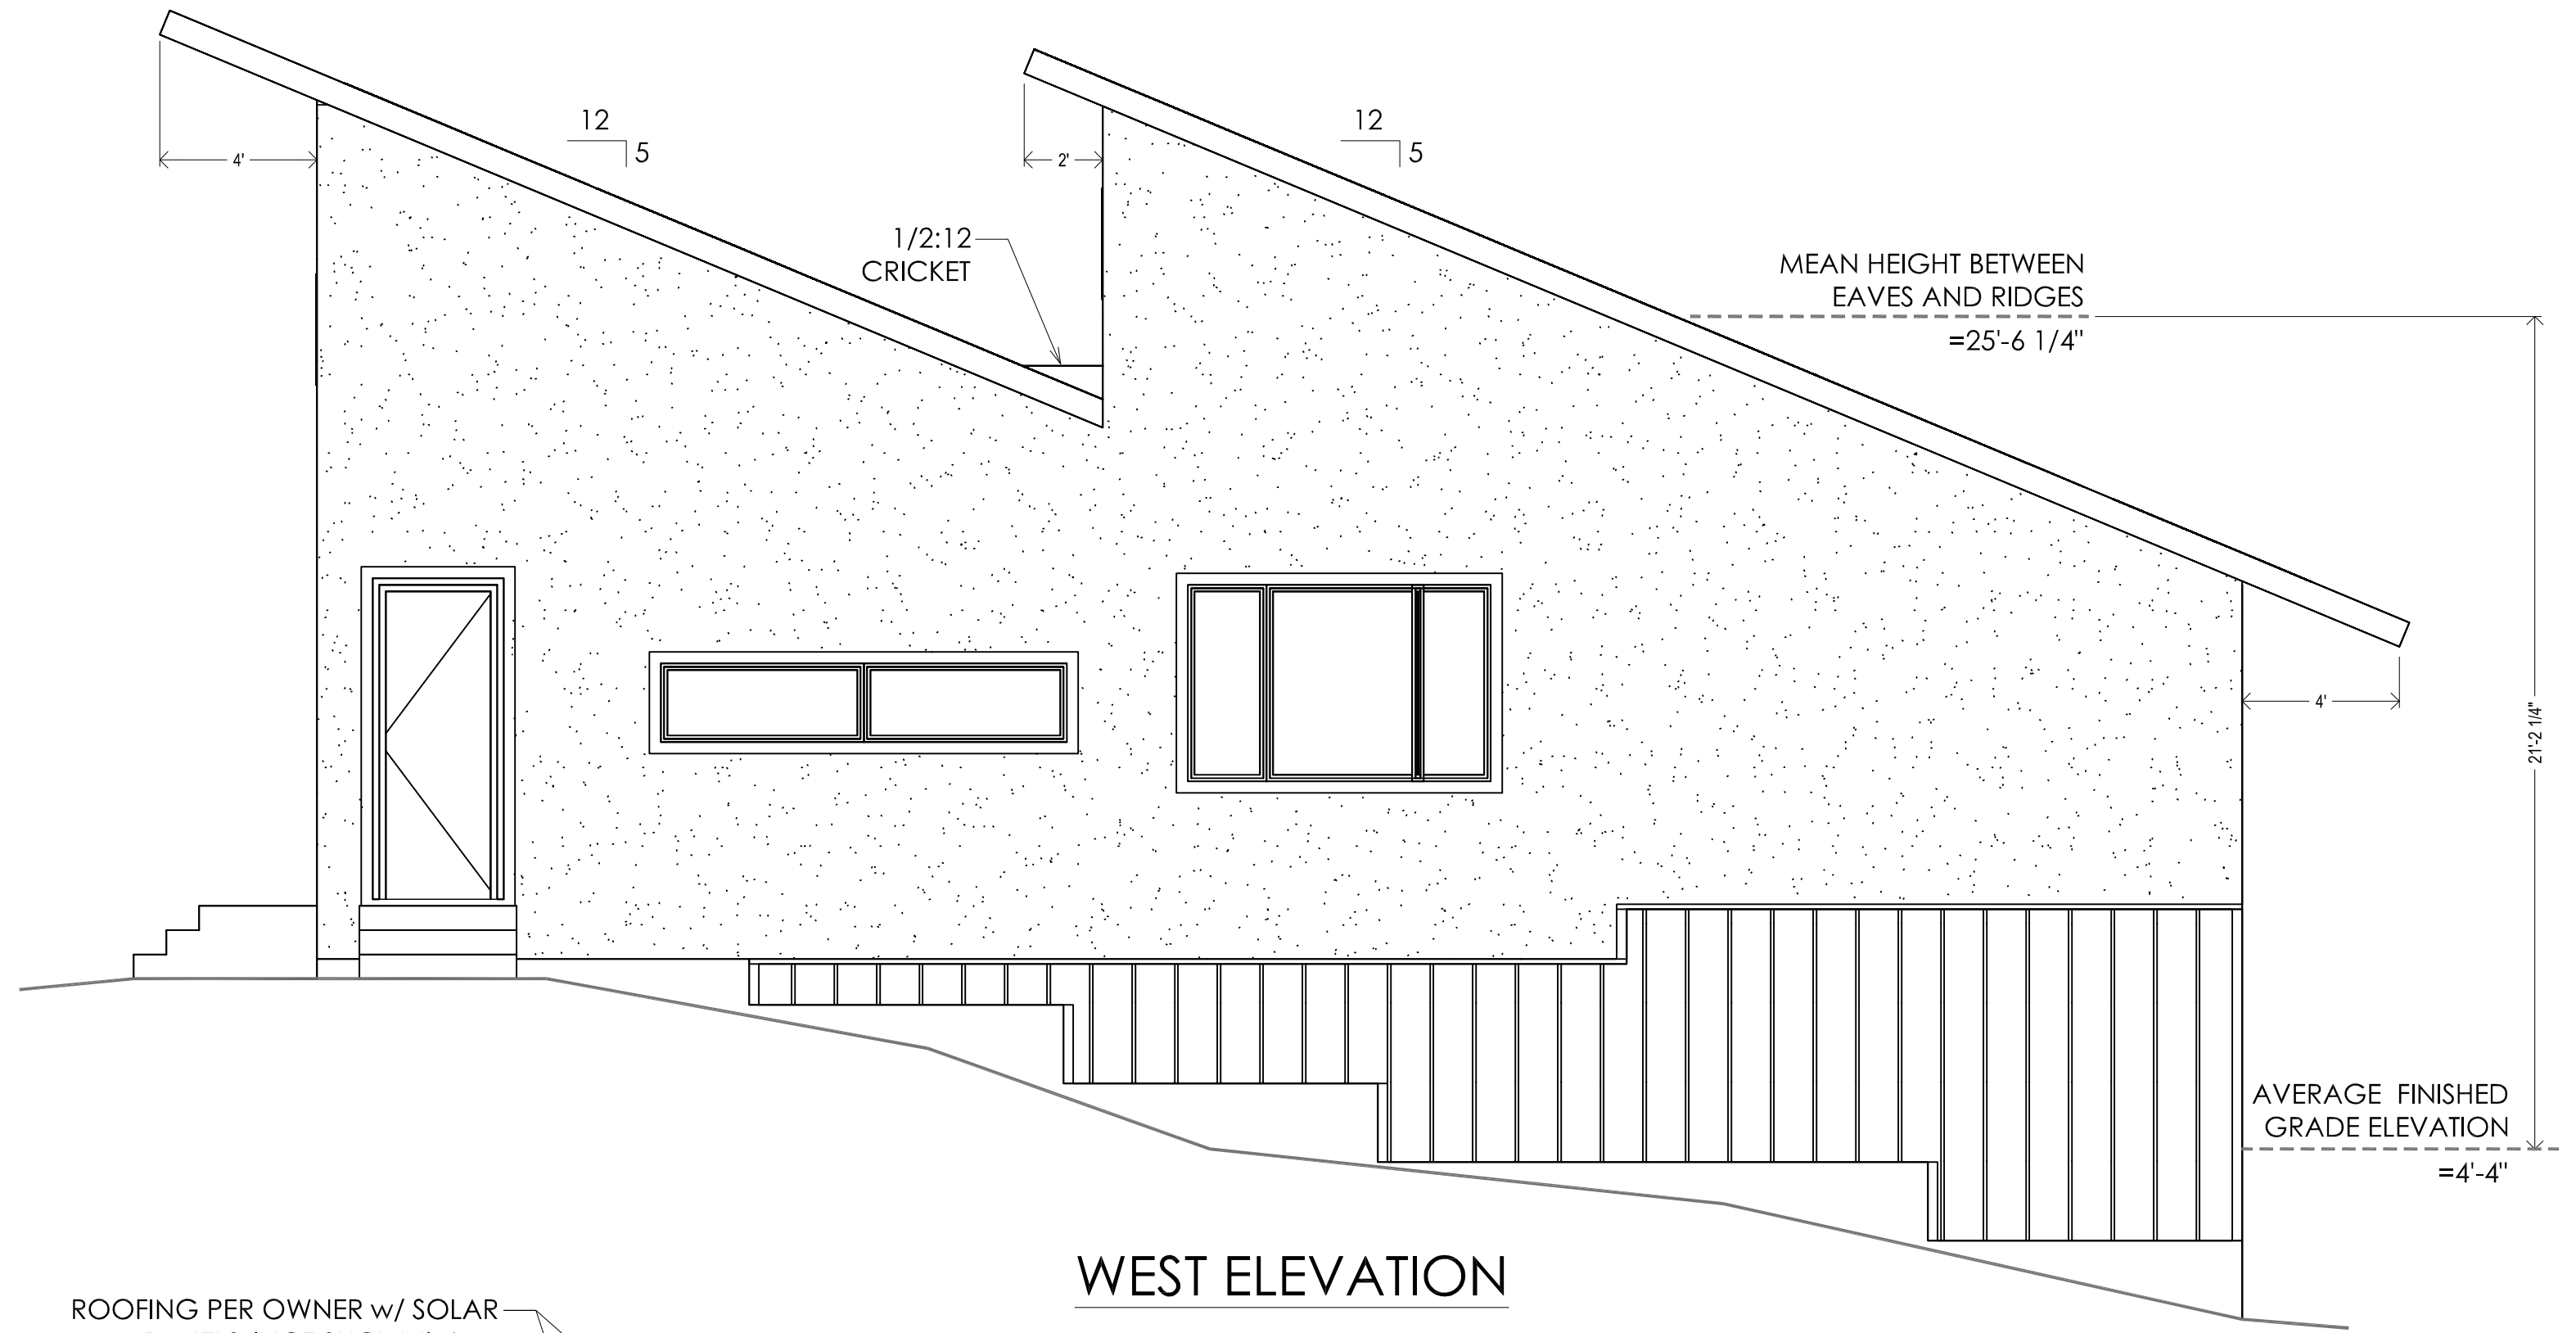 12
5
12
5
4'
2'
1/2:12
CRICKET
MEAN HEIGHT BETWEEN
EAVES AND RIDGES
=25'-6 1/4"
4'
21'-2 1/4"
AVERAGE FINISHED
GRADE ELEVATION
=4'-4"
WEST ELEVATION
ROOFING PER OWNER w/ SOLAR